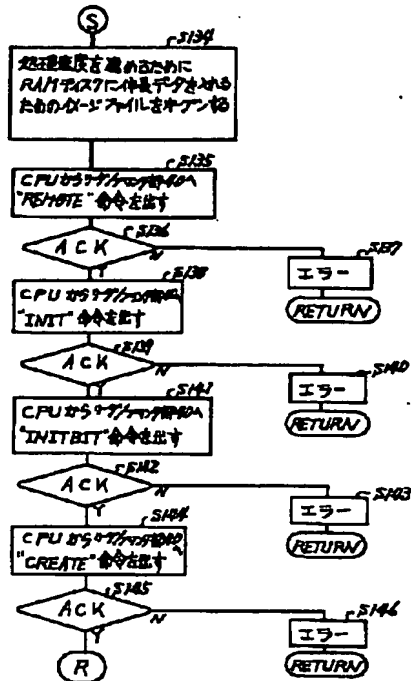 S
S134
処理速度を速めるために
RAMディスクに伸長データを入れる
ためのイメージファイルをオープンする
S135
CPUから
"REMOTE"命令を出す
S136
ACK
N
Y
S137
エラー
RETURN
S138
CPUから
"INIT"命令を出す
S139
ACK
N
Y
S140
エラー
RETURN
S141
CPUから
"INITBIT"命令を出す
S142
ACK
N
Y
S143
エラー
RETURN
S144
CPUから
"CREATE"命令を出す
S145
ACK
N
Y
S146
エラー
RETURN
R